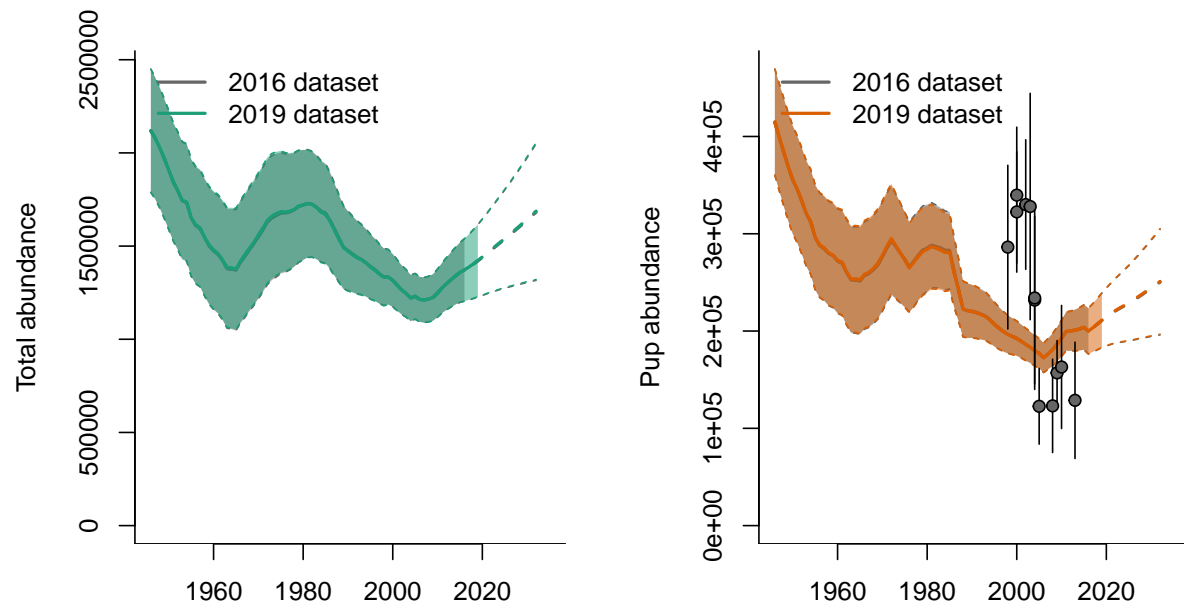 2016 dataset
2019 dataset
Total abundance
0
500000
1500000
2500000
1960
1980
2000
2020
2016 dataset
2019 dataset
Pup abundance
0e+00
1e+05
2e+05
3e+05
4e+05
1960
1980
2000
2020